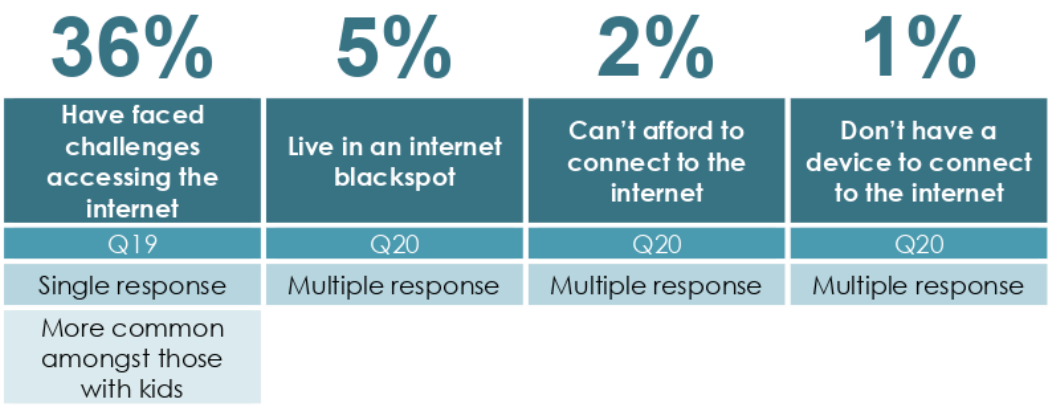 36%
5%
2%
1%
Have faced
challenges
accessing the
internet
Live in an internet
blackspot
Can't afford to
connect to the
internet
Don't have a
device to connect
to the internet
Q19
Q20
Q20
Q20
Single response
Multiple response
Multiple response
Multiple response
More common
amongst those
with kids